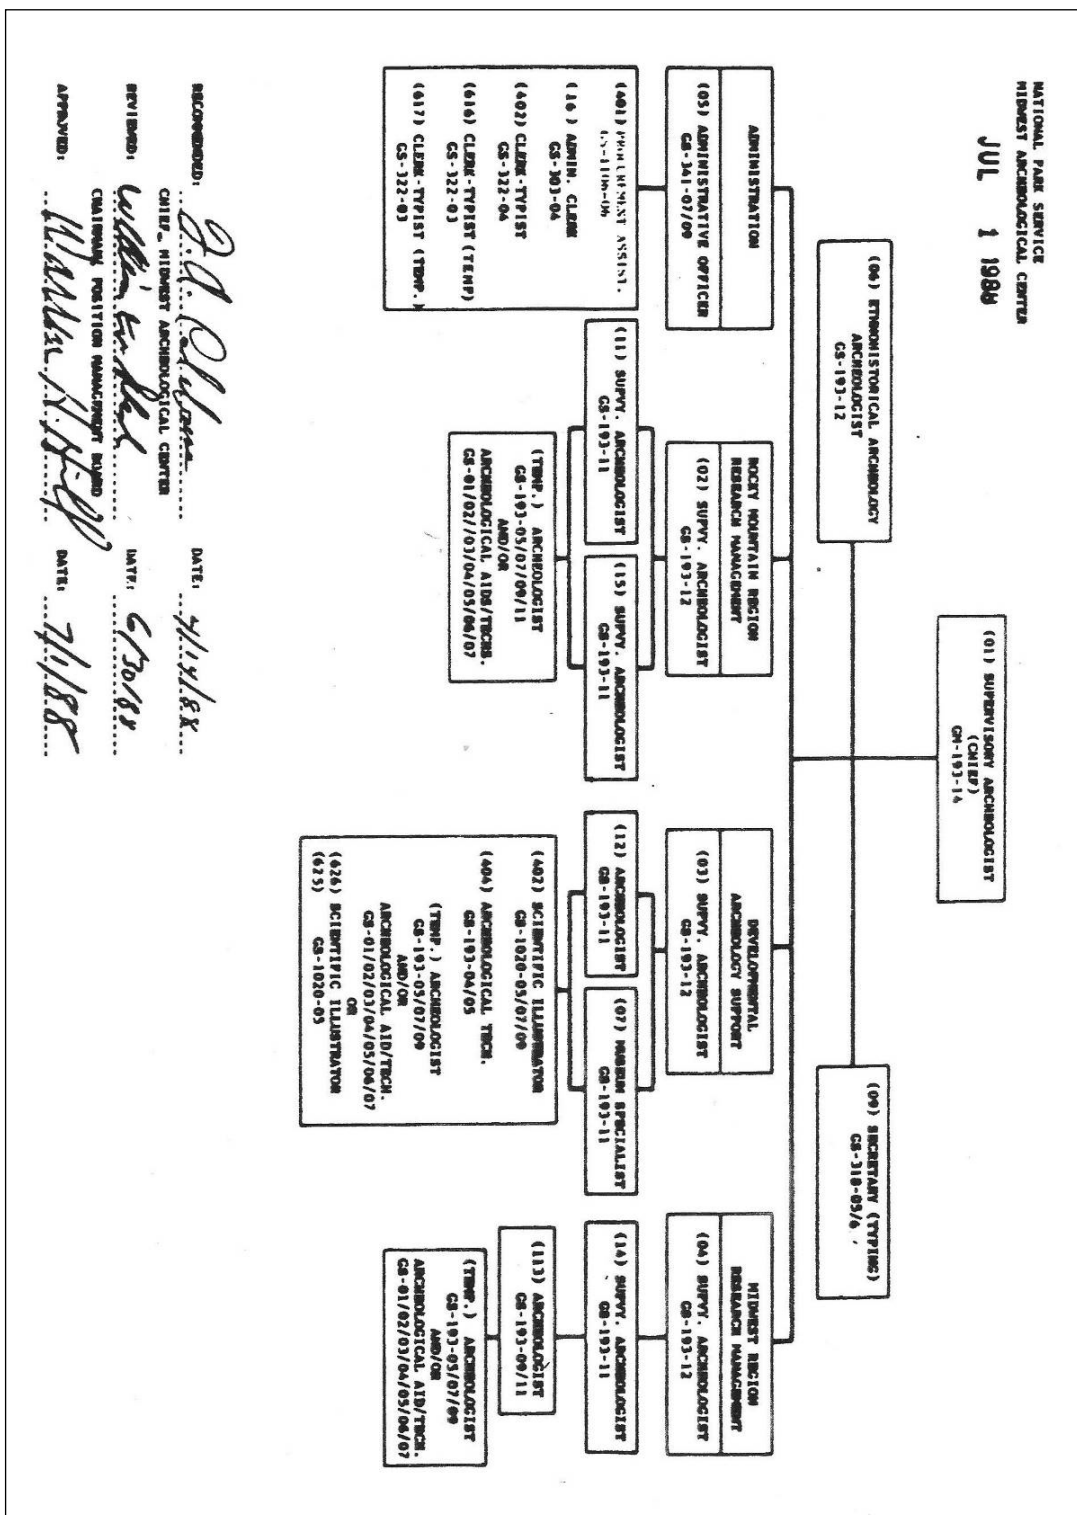 NATIONAL PARK SERVICE
MIDWEST ARCHEOLOGICAL CENTER
JUL 1 1988
(01) SUPERVISORY ARCHEOLOGIST
(CHIEF)
GM-193-14
(06) ETHNOHISTORICAL ARCHEOLOGY
ARCHEOLOGIST
GS-193-12
(09) SECRETARY (TYPING)
GS-318-05/6
ADMINISTRATION
(05) ADMINISTRATIVE OFFICER
GS-341-07/09
(401) PROCUREMENT ASSIST.
GS-1106-06
(16) ADMIN. CLERK
GS-303-04
(402) CLERK-TYPIST
GS-322-04
(616) CLERK-TYPIST (TEMP)
GS-322-03
(617) CLERK-TYPIST (TEMP.)
GS-322-03
ROCKY MOUNTAIN REGION
RESEARCH MANAGEMENT
(02) SUPVY. ARCHEOLOGIST
GS-193-12
(11) SUPVY. ARCHEOLOGIST
GS-193-11
(15) SUPVY. ARCHEOLOGIST
GS-193-11
(TEMP.) ARCHEOLOGIST
GS-193-05/07/09/11
AND/OR
ARCHEOLOGICAL AIDS/TECHS.
GS-01/02//03/04/05/06/07
DEVELOPMENTAL
ARCHEOLOGY SUPPORT
(03) SUPVY. ARCHEOLOGIST
GS-193-12
(12) ARCHEOLOGIST
GS-193-11
(07) MUSEUM SPECIALIST
GS-193-11
(402) SCIENTIFIC ILLUSTRATOR
GS-1020-05/07/09
(404) ARCHEOLOGICAL TECH.
GS-193-04/05
(TEMP.) ARCHEOLOGIST
GS-193-05/07/09
AND/OR
ARCHEOLOGICAL AID/TECH.
GS-01/02/03/04/05/06/07
OR
(626) SCIENTIFIC ILLUSTRATOR
(625) GS-1020-05
MIDWEST REGION
RESEARCH MANAGEMENT
(04) SUPVY. ARCHEOLOGIST
GS-193-12
(14) SUPVY. ARCHEOLOGIST
GS-193-11
(113) ARCHEOLOGIST
GS-193-09/11
(TEMP.) ARCHEOLOGIST
GS-193-05/07/09
AND/OR
ARCHEOLOGICAL AID/TECH.
GS-01/02/03/04/05/06/07
RECOMMENDED: DATE: 4/14/88
CHIEF, MIDWEST ARCHEOLOGICAL CENTER
REVIEWED: DATE: 6/30/88
CHAIRMAN, POSITION MANAGEMENT BOARD
APPROVED: DATE: 7/1/88